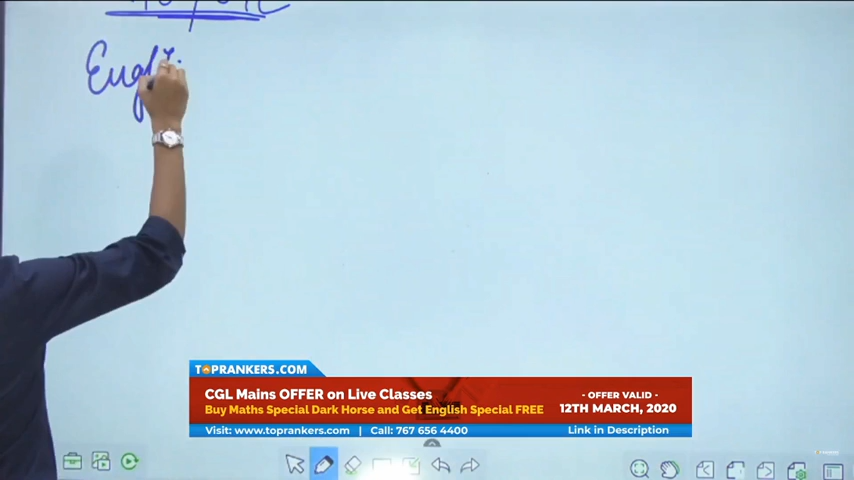 TOPRANKERS.COM
CGL Mains OFFER on Live Classes
Buy Maths Special Dark Horse and Get English Special FREE
- OFFER VALID -
12TH MARCH, 2020
Visit: www.toprankers.com | Call: 767 656 4400
Link in Description